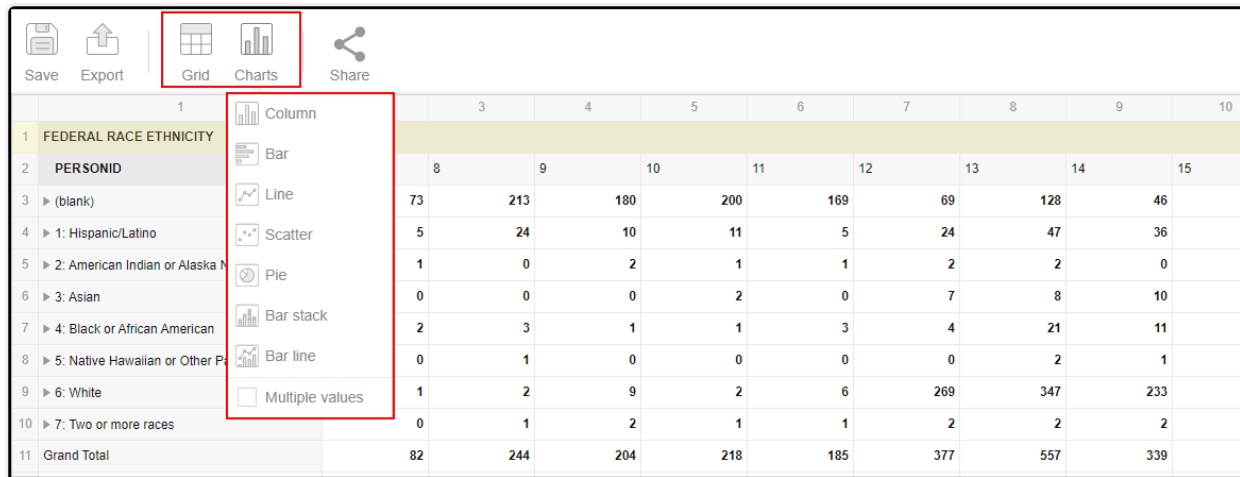 Save Export Grid Charts Share
1 3 4 5 6 7 8 9 10
Column
1 FEDERAL RACE ETHNICITY
Bar
2 PERSONID 8 9 10 11 12 13 14 15
3 (blank) 73 213 180 200 169 69 128 46
Line
4 1: Hispanic/Latino 5 24 10 11 5 24 47 36
Scatter
5 2: American Indian or Alaska N 1 0 2 1 1 2 2 0
Pie
6 3: Asian 0 0 0 2 0 7 8 10
Bar stack
7 4: Black or African American 2 3 1 1 3 4 21 11
8 5: Native Hawaiian or Other Pa 0 1 0 0 0 0 2 1
Bar line
9 6: White 1 2 9 2 6 269 347 233
Multiple values
10 7: Two or more races 0 1 2 1 1 2 2 2
11 Grand Total 82 244 204 218 185 377 557 339